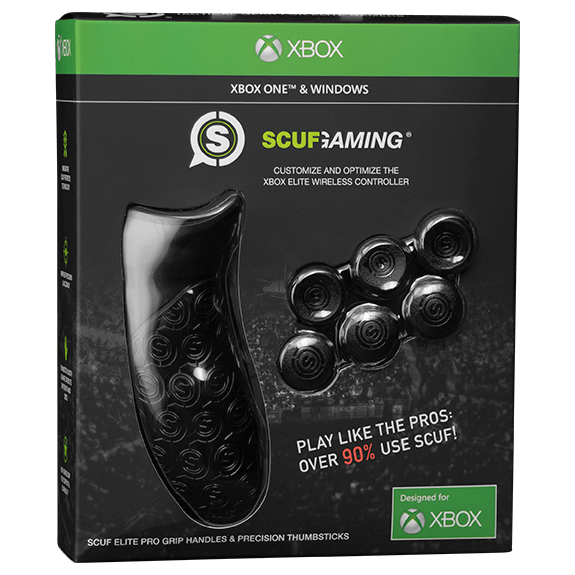 XBOX
XBOX ONE™ & WINDOWS
S
SCUFGAMING®
CUSTOMIZE AND OPTIMIZE THE
XBOX ELITE WIRELESS CONTROLLER
PLAY LIKE THE PROS:
OVER 90% USE SCUF!
Designed for
XBOX
SCUF ELITE PRO GRIP HANDLES & PRECISION THUMBSTICKS
XBOX